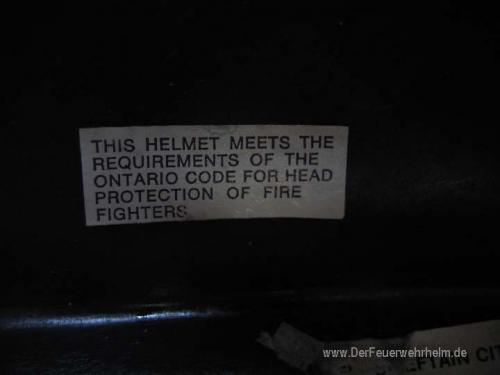 THIS HELMET MEETS THE
REQUIREMENTS OF THE
ONTARIO CODE FOR HEAD
PROTECTION OF FIRE
FIGHTERS
www.DerFeuerwehrhelm.de